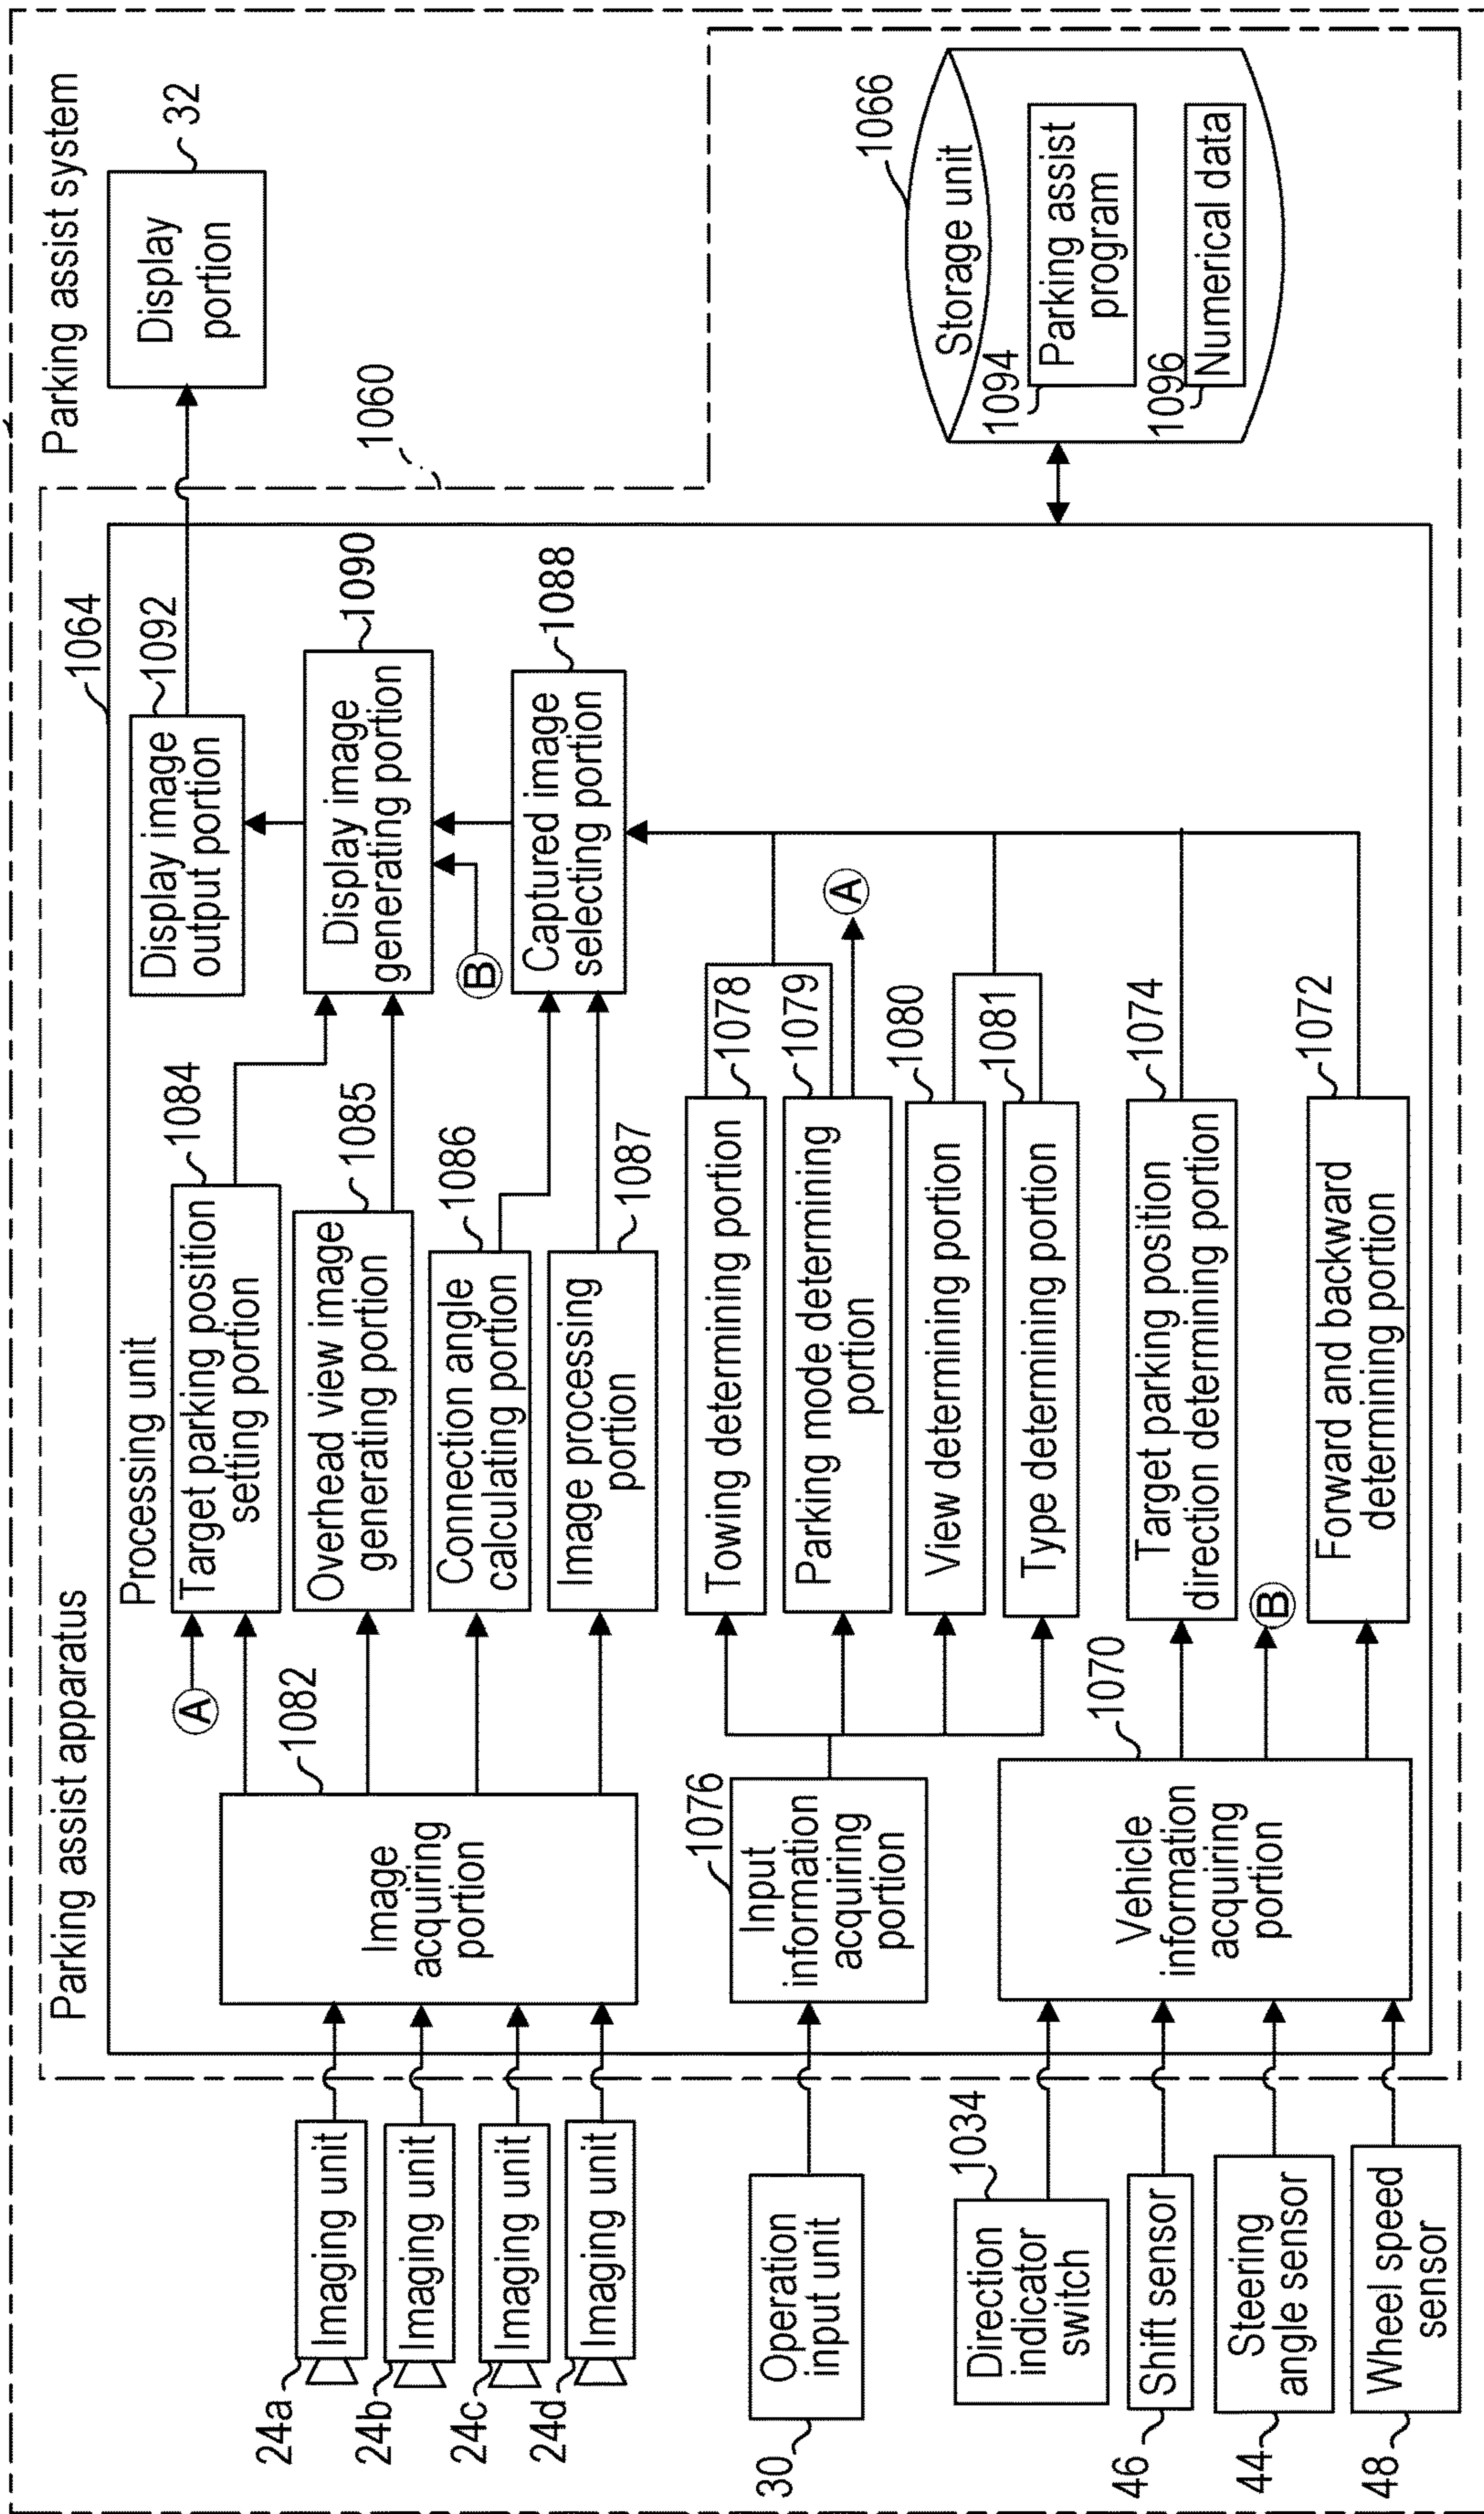 Parking assist system
Parking assist apparatus
1060
Processing unit
1064
24a
Imaging unit
24b
Imaging unit
24c
Imaging unit
24d
Imaging unit
30
Operation
input unit
1034
Direction
indicator
switch
46
Shift sensor
44
Steering
angle sensor
48
Wheel speed
sensor
1082
Image
acquiring
portion
1076
Input
information
acquiring
portion
1070
Vehicle
information
acquiring
portion
A
1084
Target parking position
setting portion
1085
Overhead view image
generating portion
1086
Connection angle
calculating portion
1087
Image processing
portion
1078
Towing determining portion
1079
Parking mode determining
portion
A
1080
View determining portion
1081
Type determining portion
1074
Target parking position
direction determining portion
B
1072
Forward and backward
determining portion
1092
Display image
output portion
1090
Display image
generating portion
B
1088
Captured image
selecting portion
32
Display
portion
1066
Storage unit
1094
Parking assist
program
1096
Numerical data